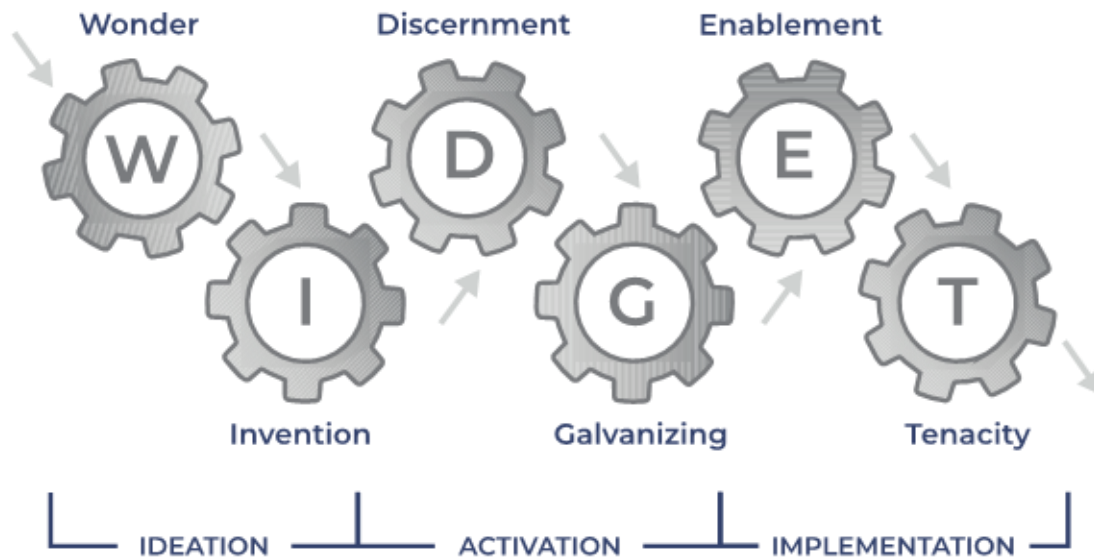 Wonder
Discernment
Enablement
W
D
E
I
G
T
Invention
Galvanizing
Tenacity
IDEATION
ACTIVATION
IMPLEMENTATION